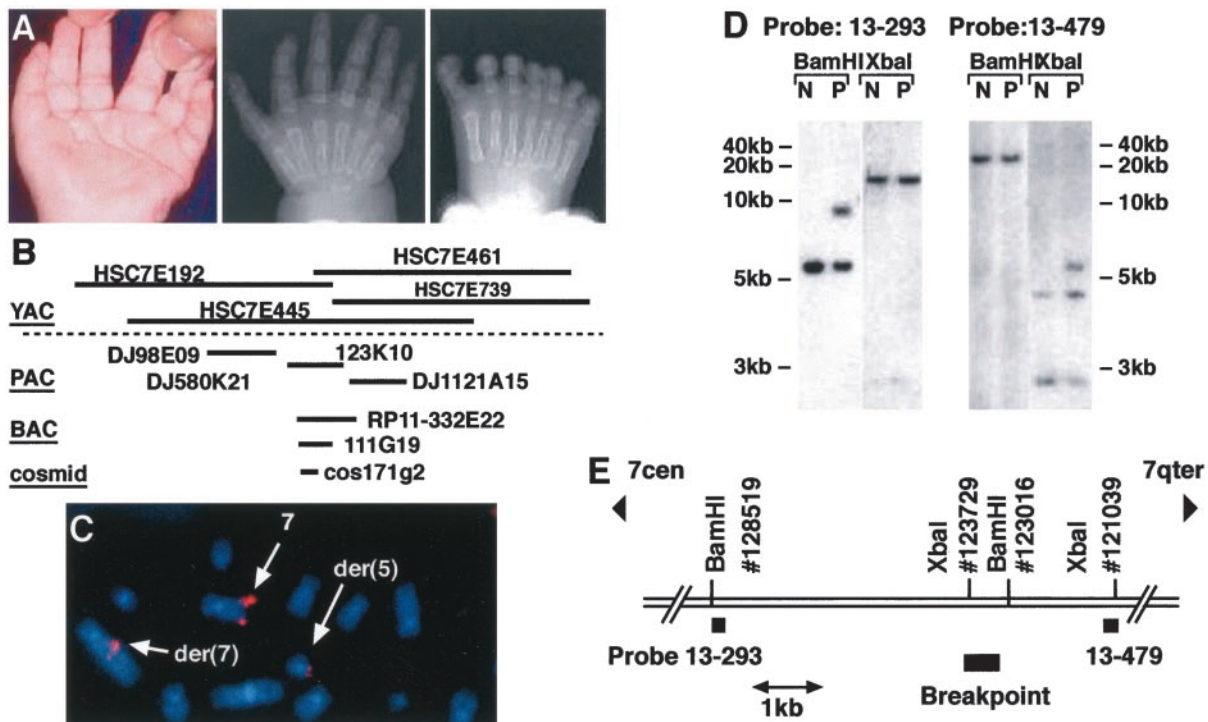 A
B
HSC7E192
HSC7E461
HSC7E739
HSC7E445
YAC
DJ98E09
123K10
DJ580K21
DJ1121A15
PAC
RP11-332E22
BAC
111G19
cosmid
cos171g2
C
7
der(5)
der(7)
D
Probe: 13-293
Probe:13-479
BamHI XbaI
BamHI XbaI
N P N P
N P N P
40kb
20kb
10kb
5kb
3kb
40kb
20kb
10kb
5kb
3kb
E
7cen
7qter
BamHI
#128519
XbaI
#123729
BamHI
#123016
XbaI
#121039
Probe 13-293
13-479
Breakpoint
1kb